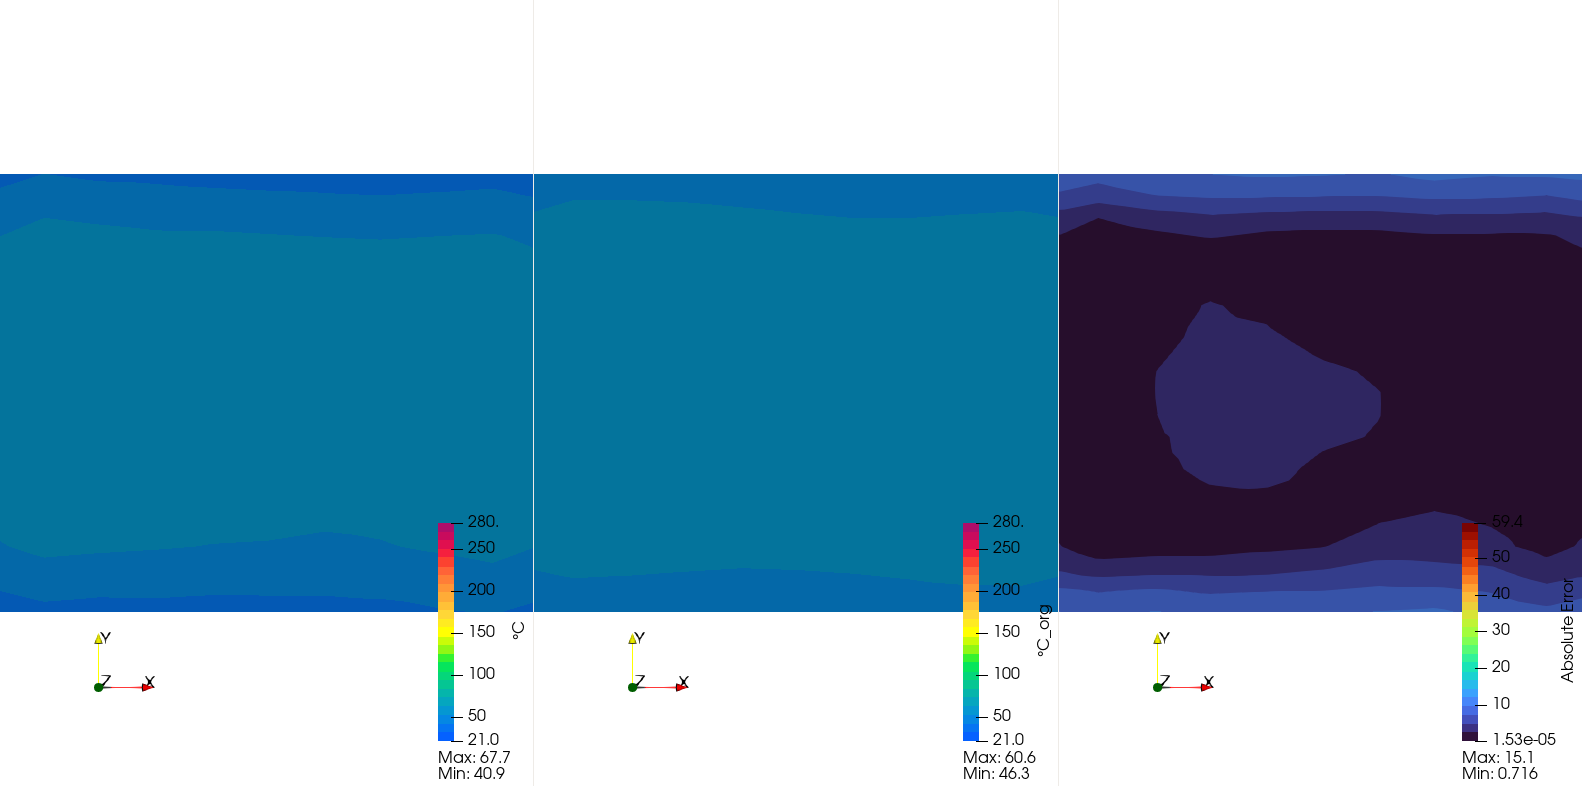 280.
250
200
150
100
50
21.0
°C
Max: 67.7
Min: 40.9
Y
Z
X
280.
250
200
150
100
50
21.0
°C_org
Max: 60.6
Min: 46.3
Y
Z
X
59.4
50
40
30
20
10
1.53e-05
Absolute Error
Max: 15.1
Min: 0.716
Y
Z
X